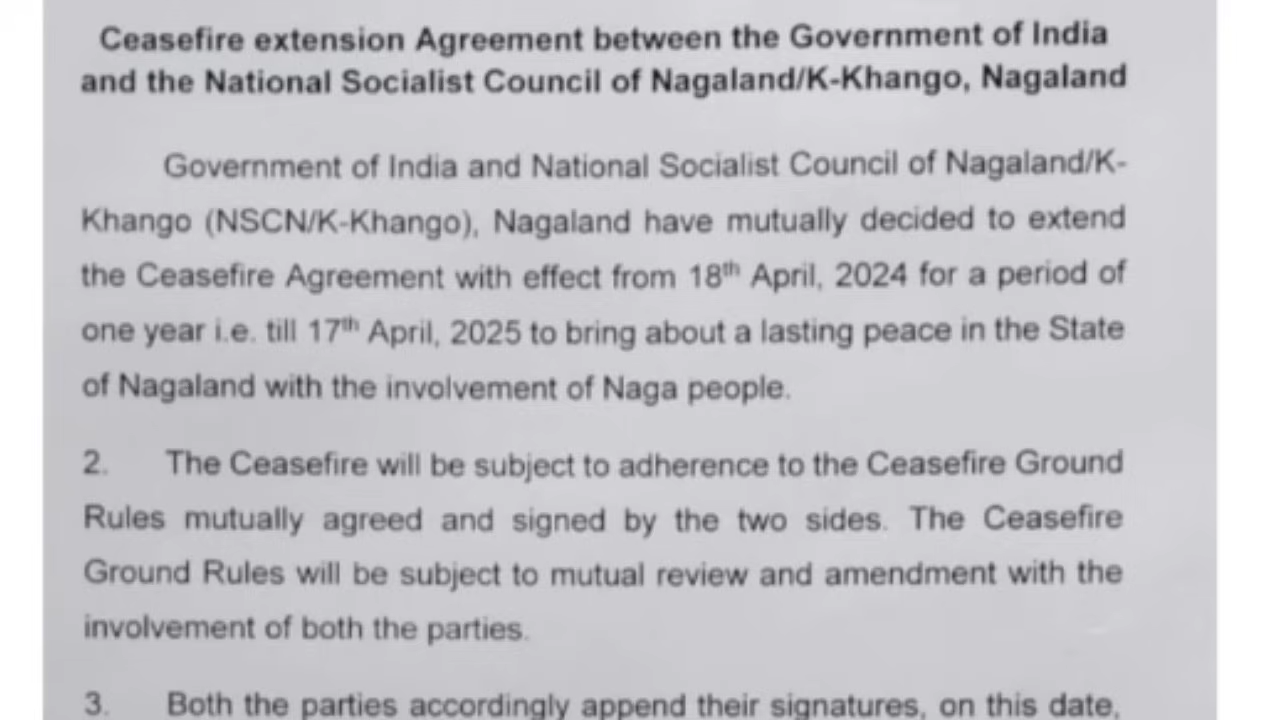 Ceasefire extension Agreement between the Government of India
and the National Socialist Council of Nagaland/K-Khango, Nagaland
Government of India and National Socialist Council of Nagaland/K-
Khango (NSCN/K-Khango), Nagaland have mutually decided to extend
the Ceasefire Agreement with effect from 18th April, 2024 for a period of
one year i.e. till 17th April, 2025 to bring about a lasting peace in the State
of Nagaland with the involvement of Naga people.
2. The Ceasefire will be subject to adherence to the Ceasefire Ground
Rules mutually agreed and signed by the two sides. The Ceasefire
Ground Rules will be subject to mutual review and amendment with the
involvement of both the parties.
3. Both the parties accordingly append their signatures, on this date,